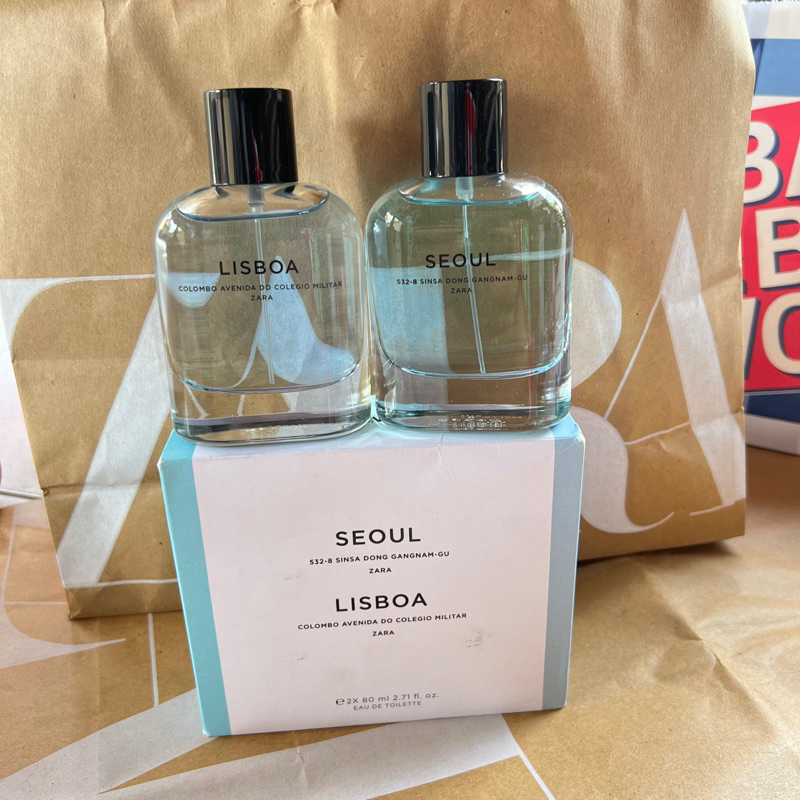 LISBOA
COLOMBO AVENIDA DO COLEGIO MILITAR
ZARA
SEOUL
532-8 SINSA DONG GANGNAM-GU
ZARA
SEOUL
532-8 SINSA DONG GANGNAM-GU
ZARA
LISBOA
COLOMBO AVENIDA DO COLEGIO MILITAR
ZARA
℮ 2X 80 ml 2.71 fl. oz.
EAU DE TOILETTE